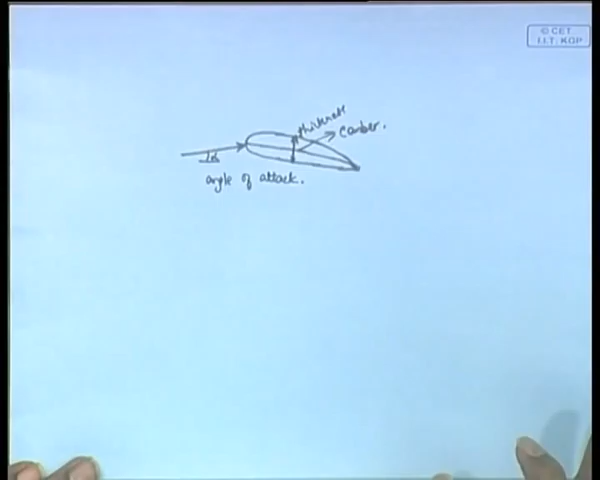 © CET
I.I.T. KGP
thickness
camber.
α
angle of attack.